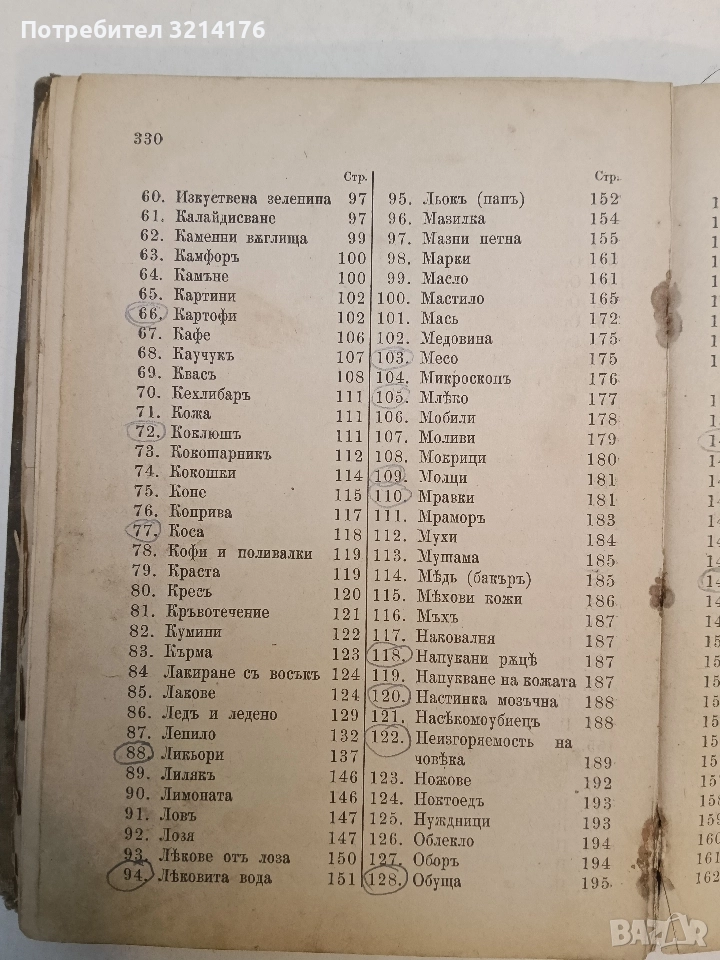 Потребител 3214176
330
Стр.
60. Изкуствена зеленина 97
61. Калайдисване 97
62. Каменни вѫглища 99
63. Камфоръ 100
64. Камъне 100
65. Картини 102
66. Картофи 102
67. Кафе 106
68. Каучукъ 107
69. Квасъ 108
70. Кехлибаръ 111
71. Кожа 111
72. Коклюшъ 111
73. Кокошарникъ 112
74. Кокошки 114
75. Копе 115
76. Коприва 117
77. Коса 118
78. Кофи и поливалки 119
79. Краста 119
80. Кресъ 120
81. Кръвотечение 121
82. Кумини 122
83. Кърма 123
84 Лакиране съ восъкъ 124
85. Лакове 124
86. Ледъ и ледено 129
87. Лепило 132
88. Ликьори 137
89. Лилякъ 146
90. Лимоната 146
91. Ловъ 147
92. Лозя 147
93. Лѣкове отъ лоза 150
94. Лѣковита вода 151
Стр.
95. Льокъ (папъ) 152
96. Мазилка 154
97. Мазни петна 155
98. Марки 161
99. Масло 161
100. Мастило 165
101. Мась 172
102. Медовина 175
103. Месо 175
104. Микроскопъ 176
105. Млѣко 177
106. Мобили 178
107. Моливи 179
108. Мокрици 180
109. Молци 181
110. Мравки 181
111. Мраморъ 183
112. Мухи 184
113. Мушама 185
114. Мѣдь (бакъръ) 185
115. Мѣхови кожи 186
116. Мъхъ 187
117. Наковалня 187
118. Напукани рѫцѣ 187
119. Напукване на кожата 187
120. Настинка мозъчна 188
121. Насѣкомоубиецъ 188
122. Неизгоряемость на
човѣка 189
123. Ножове 192
124. Ноктоедъ 193
125. Нуждници 193
126. Облекло 194
127. Оборъ 194
128. Обуща 195
BAZAR